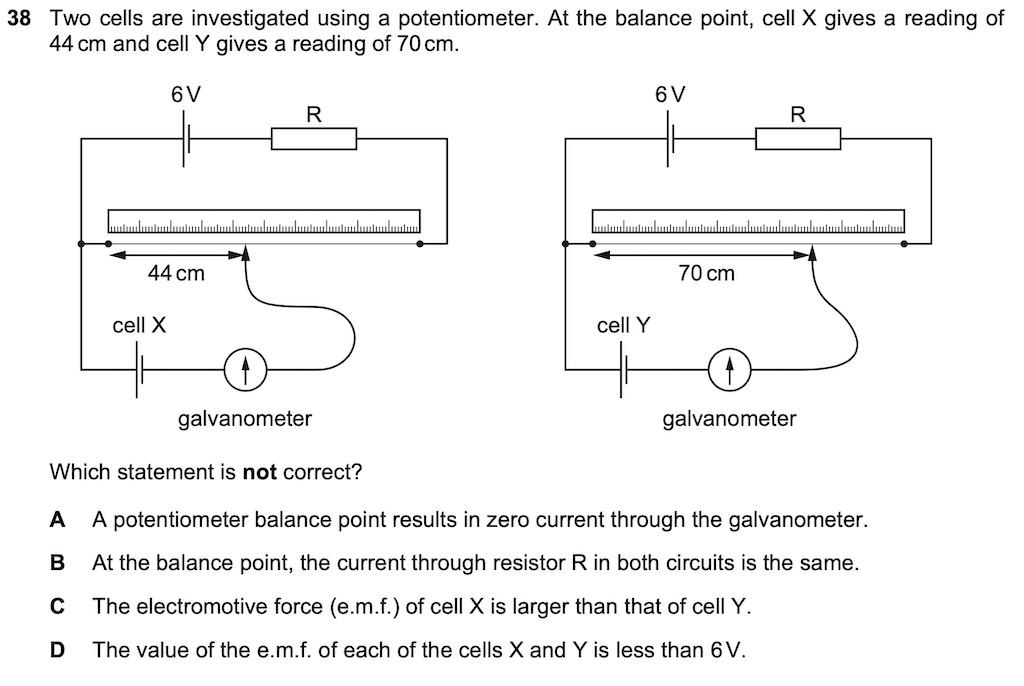 38 Two cells are investigated using a potentiometer. At the balance point, cell X gives a reading of
44 cm and cell Y gives a reading of 70 cm.
6 V
R
44 cm
cell X
galvanometer
6 V
R
70 cm
cell Y
galvanometer
Which statement is not correct?
A A potentiometer balance point results in zero current through the galvanometer.
B At the balance point, the current through resistor R in both circuits is the same.
C The electromotive force (e.m.f.) of cell X is larger than that of cell Y.
D The value of the e.m.f. of each of the cells X and Y is less than 6 V.